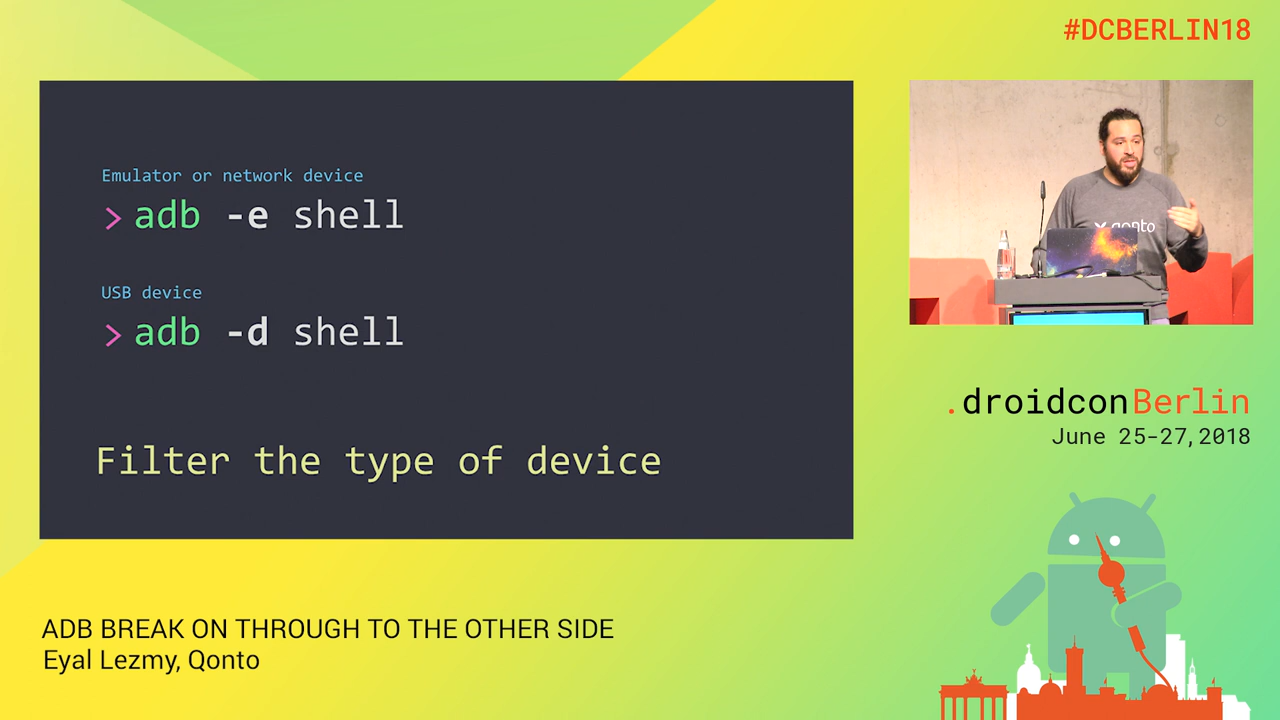 #DCBERLIN18
Emulator or network device
> adb -e shell
USB device
> adb -d shell
Filter the type of device
qonto
.droidconBerlin
June 25-27,2018
ADB BREAK ON THROUGH TO THE OTHER SIDE
Eyal Lezmy, Qonto